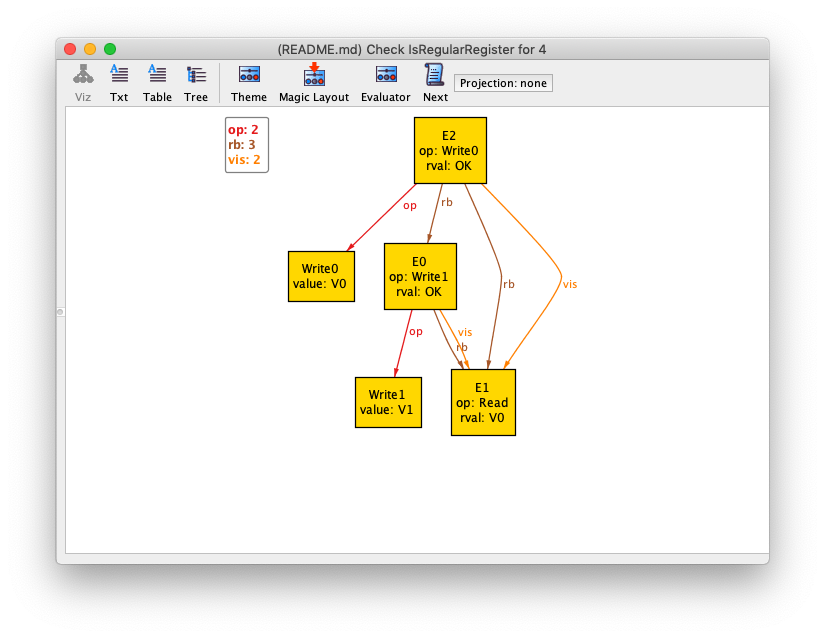 (README.md) Check IsRegularRegister for 4
Viz
Txt
Table
Tree
Theme
Magic Layout
Evaluator
Next
Projection: none
op: 2
rb: 3
vis: 2
E2
op: Write0
rval: OK
op
rb
Write0
value: V0
E0
op: Write1
rval: OK
rb
vis
op
vis
rb
Write1
value: V1
E1
op: Read
rval: V0